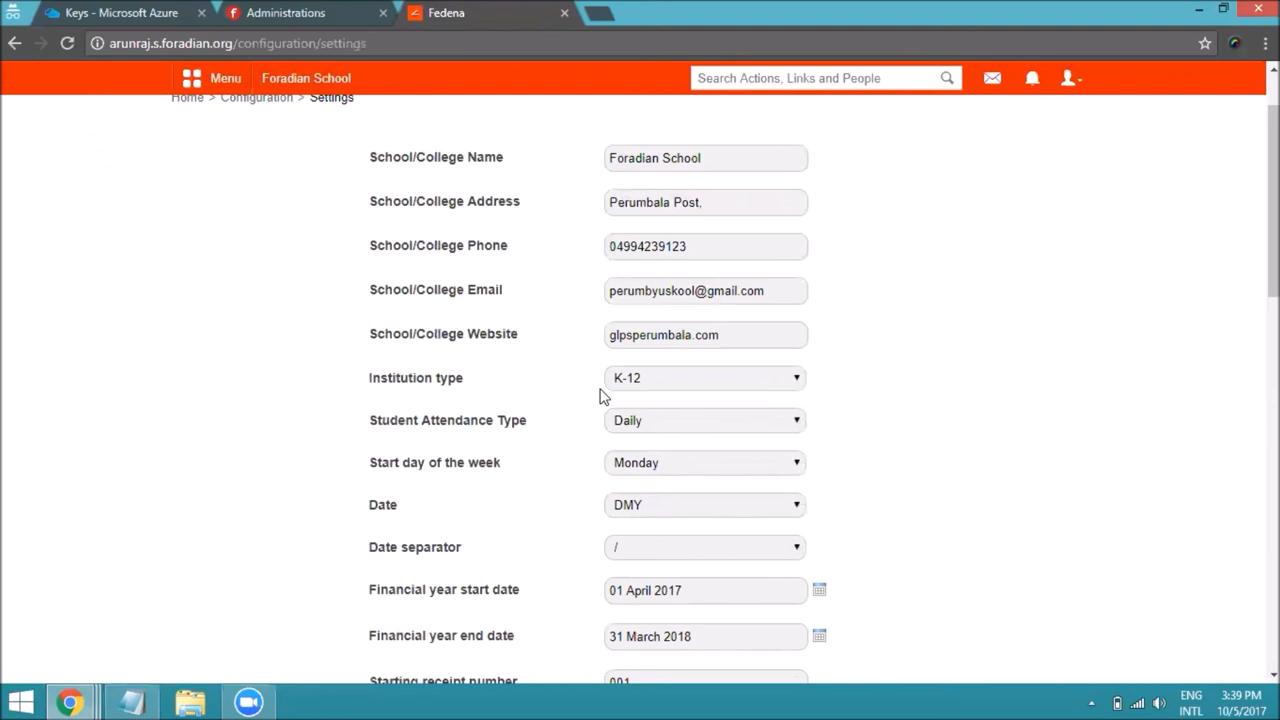 Keys - Microsoft Azure
Administrations
Fedena
arunraj.s.foradian.org/configuration/settings
Menu
Foradian School
Search Actions, Links and People
Home > Configuration > Settings
School/College Name
Foradian School
School/College Address
Perumbala Post,
School/College Phone
04994239123
School/College Email
perumbyuskool@gmail.com
School/College Website
glpsperumbala.com
Institution type
K-12
Student Attendance Type
Daily
Start day of the week
Monday
Date
DMY
Date separator
/
Financial year start date
01 April 2017
Financial year end date
31 March 2018
Starting receipt number
001
ENG
INTL
3:39 PM
10/5/2017